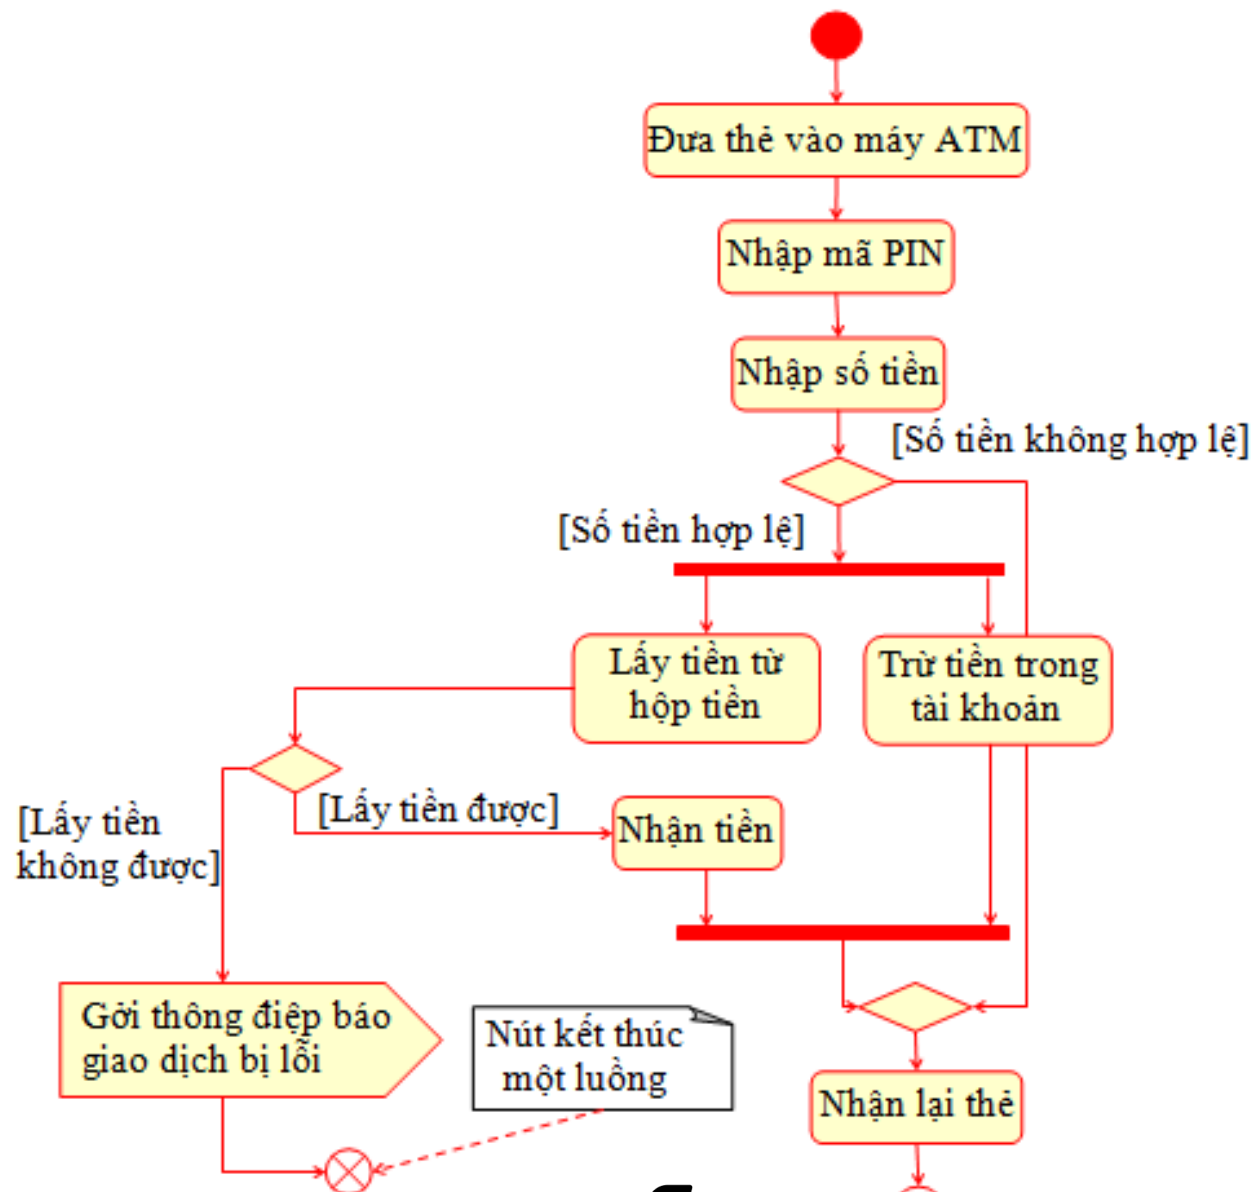 Đưa thẻ vào máy ATM
Nhập mã PIN
Nhập số tiền
[Số tiền không hợp lệ]
[Số tiền hợp lệ]
Lấy tiền từ
hộp tiền
Trừ tiền trong
tài khoản
[Lấy tiền
không được]
[Lấy tiền được]
Nhận tiền
Gởi thông điệp báo
giao dịch bị lỗi
Nút kết thúc
một luồng
Nhận lại thẻ